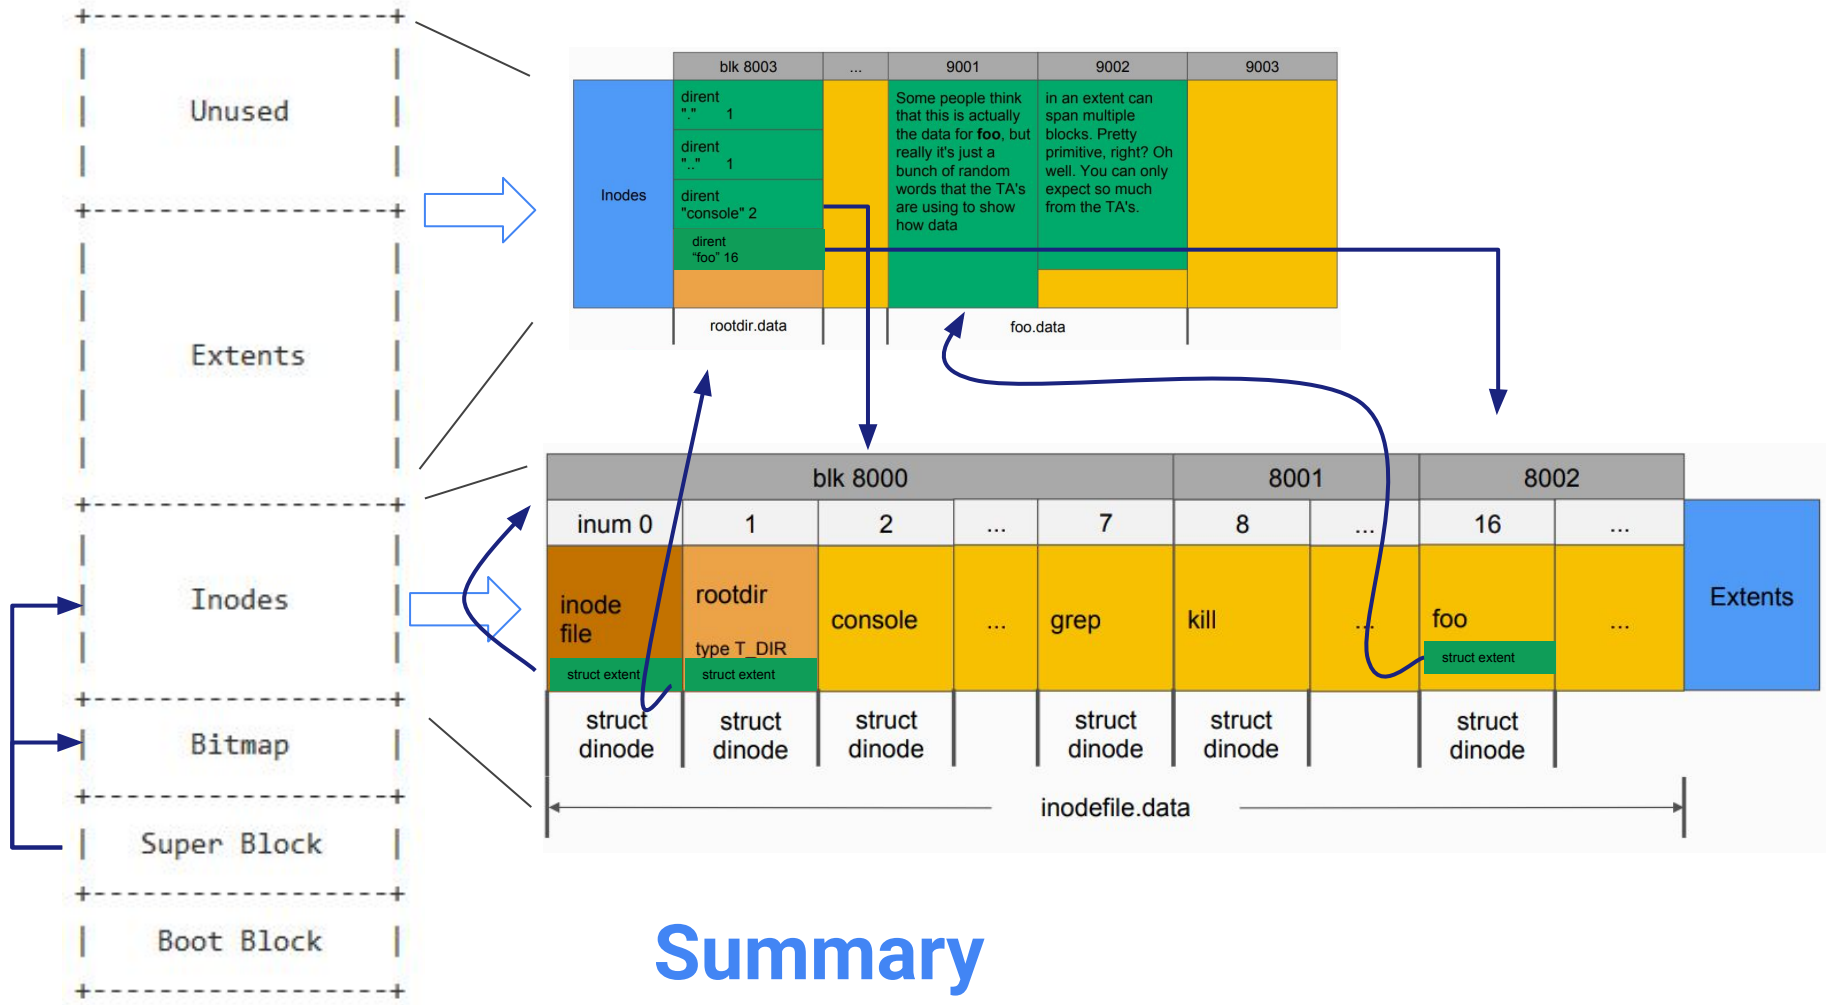 Unused
Extents
Inodes
Bitmap
Super Block
Boot Block
blk 8003
...
9001
9002
9003
Inodes
dirent
"." 1
dirent
".." 1
dirent
"console" 2
dirent
“foo” 16
Some people think
that this is actually
the data for foo, but
really it's just a
bunch of random
words that the TA's
are using to show
how data
in an extent can
span multiple
blocks. Pretty
primitive, right? Oh
well. You can only
expect so much
from the TA's.
rootdir.data
foo.data
blk 8000
8001
8002
inum 0
1
2
...
7
8
...
16
...
inode
file
struct extent
rootdir
type T_DIR
struct extent
console
...
grep
kill
...
foo
struct extent
...
Extents
struct
dinode
struct
dinode
struct
dinode
struct
dinode
struct
dinode
struct
dinode
inodefile.data
Summary